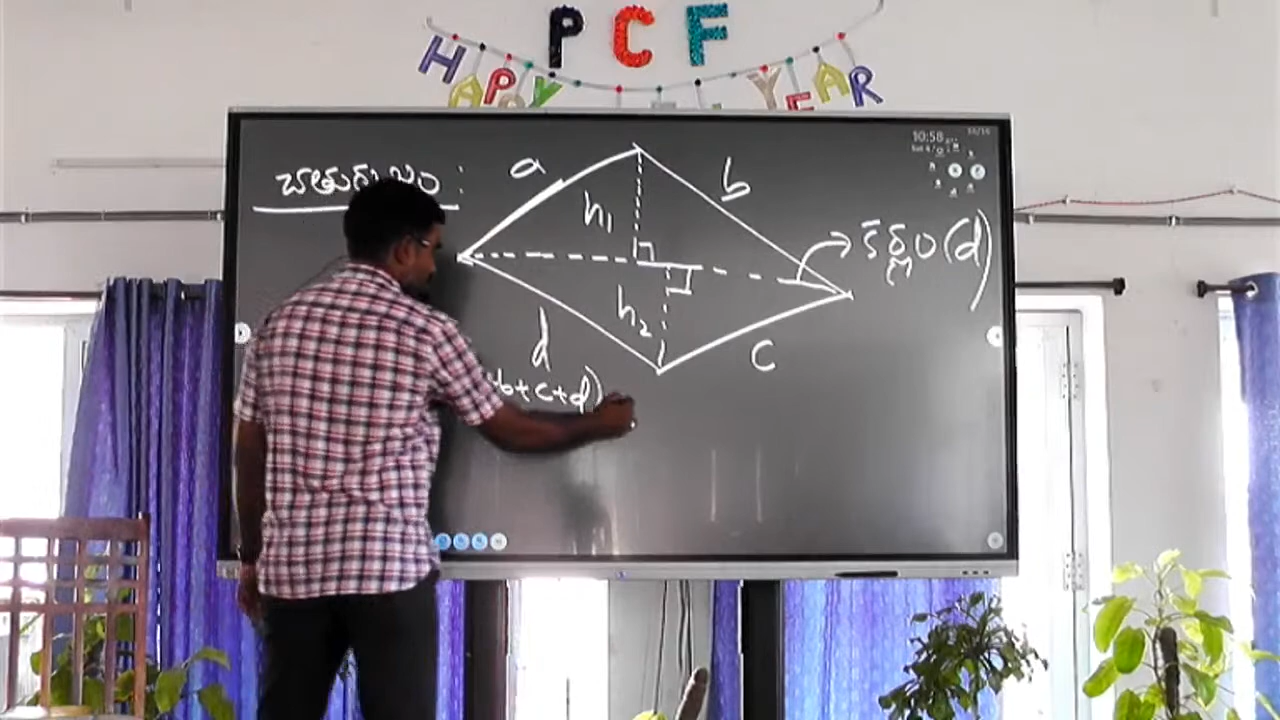 PCF
HAPPY YEAR
10:58
చతుర్భుజం :
a
b
h₁
కర్ణం (d)
h₂
d
c
b+c+d)